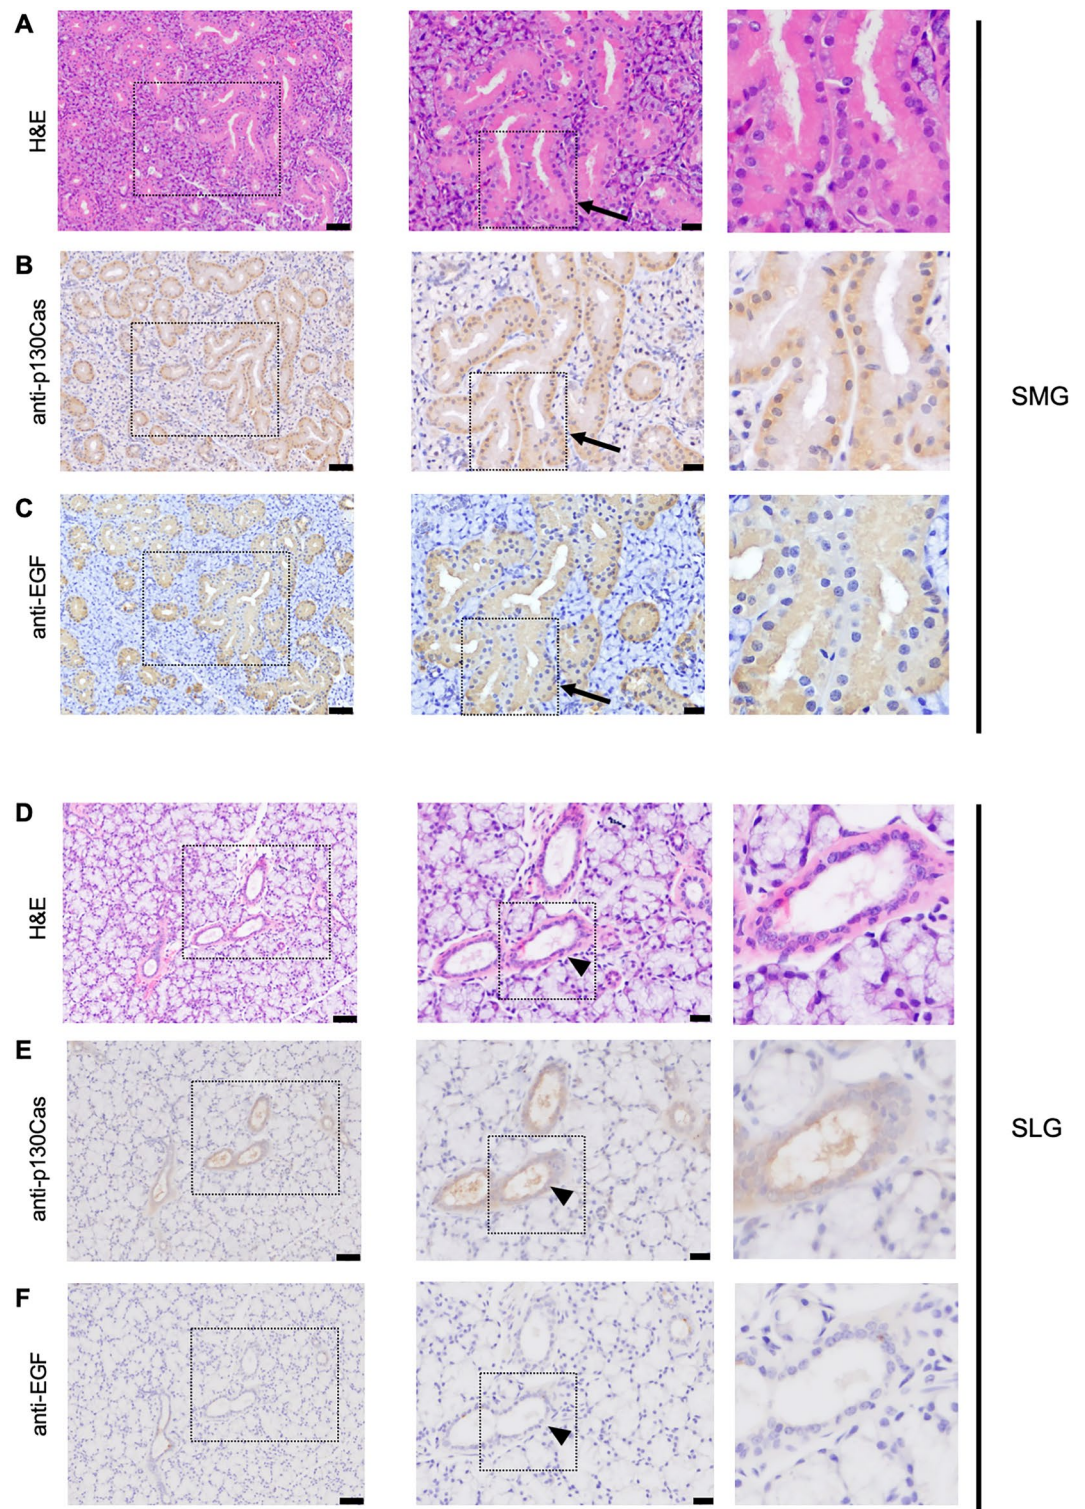 A
H&E
B
anti-p130Cas
SMG
C
anti-EGF
D
H&E
E
anti-p130Cas
SLG
F
anti-EGF